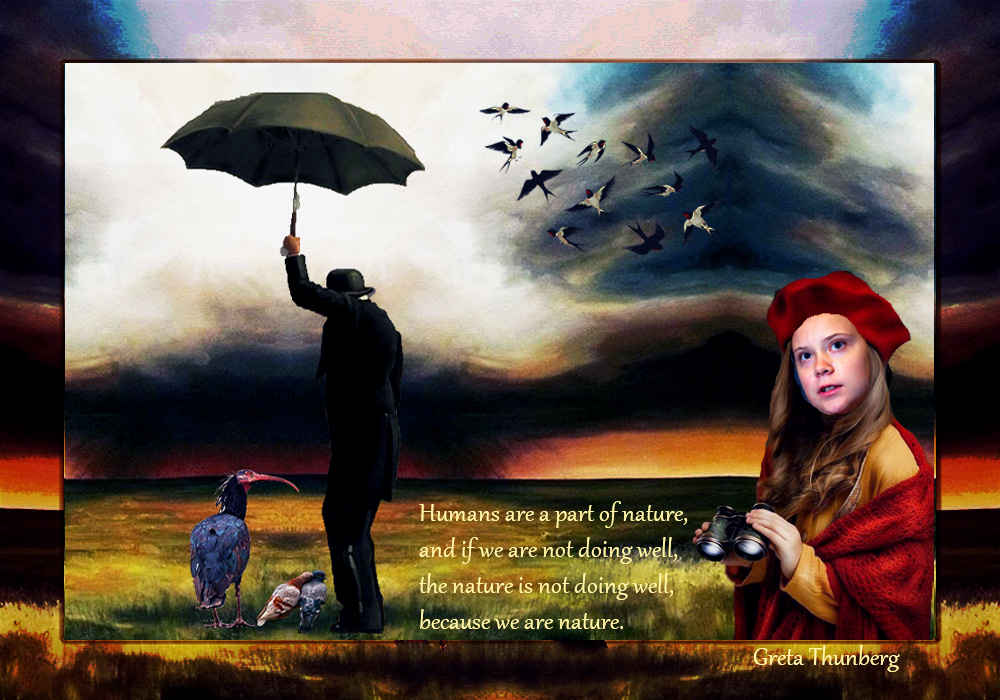 Humans are a part of nature,
and if we are not doing well,
the nature is not doing well,
because we are nature.
Greta Thunberg